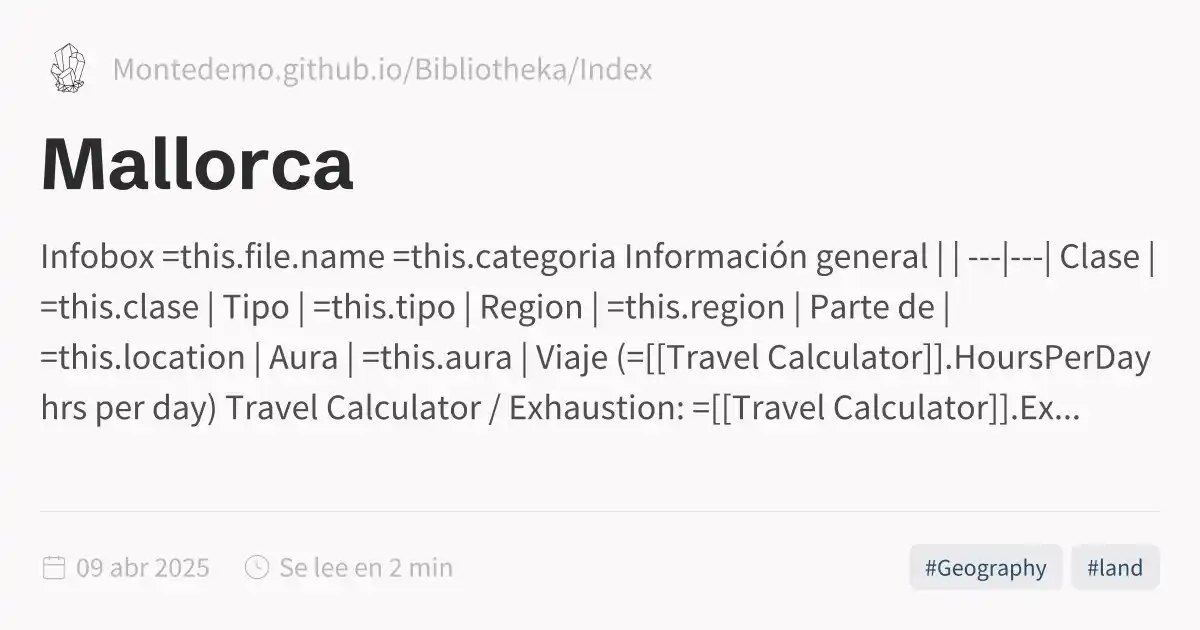 Montedemo.github.io/Bibliotheka/Index
Mallorca
Infobox =this.file.name =this.categoria Información general | | ---|---| Clase |
=this.clase | Tipo | =this.tipo | Region | =this.region | Parte de |
=this.location | Aura | =this.aura | Viaje (=[[Travel Calculator]].HoursPerDay
hrs per day) Travel Calculator / Exhaustion: =[[Travel Calculator]].Ex...
09 abr 2025 Se lee en 2 min #Geography #land